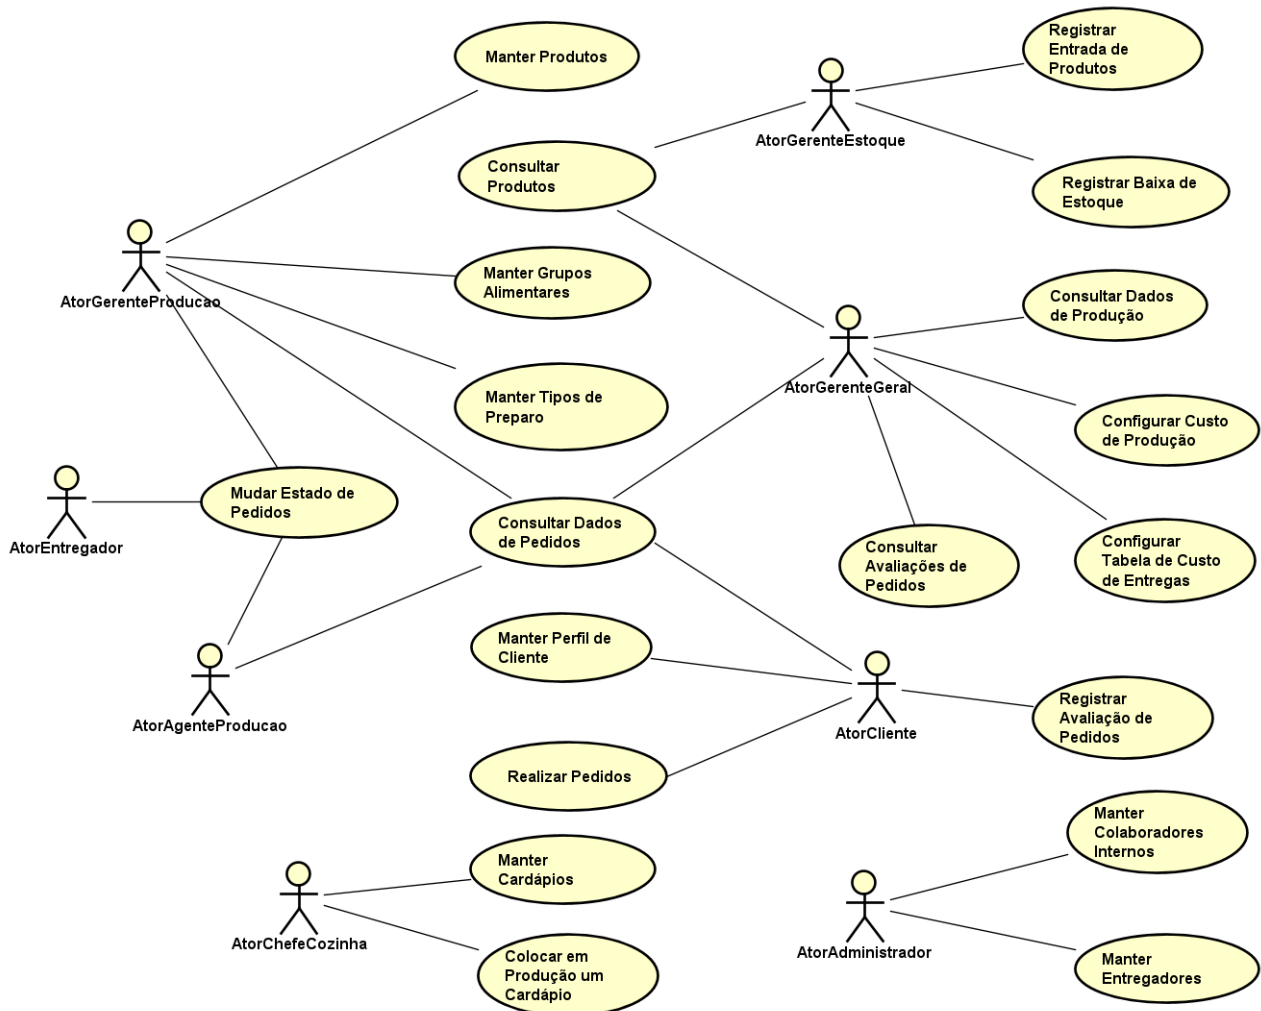 Manter Produtos
Registrar
Entrada de
Produtos
AtorGerenteEstoque
Consultar
Produtos
Registrar Baixa de
Estoque
AtorGerenteProducao
Manter Grupos
Alimentares
Consultar Dados
de Produção
AtorGerenteGeral
Manter Tipos de
Preparo
Configurar Custo
de Produção
Mudar Estado de
Pedidos
AtorEntregador
Consultar Dados
de Pedidos
Consultar
Avaliações de
Pedidos
Configurar
Tabela de Custo
de Entregas
Manter Perfil de
Cliente
AtorAgenteProducao
AtorCliente
Registrar
Avaliação de
Pedidos
Realizar Pedidos
Manter
Colaboradores
Internos
Manter
Cardápios
AtorChefeCozinha
AtorAdministrador
Colocar em
Produção um
Cardápio
Manter
Entregadores